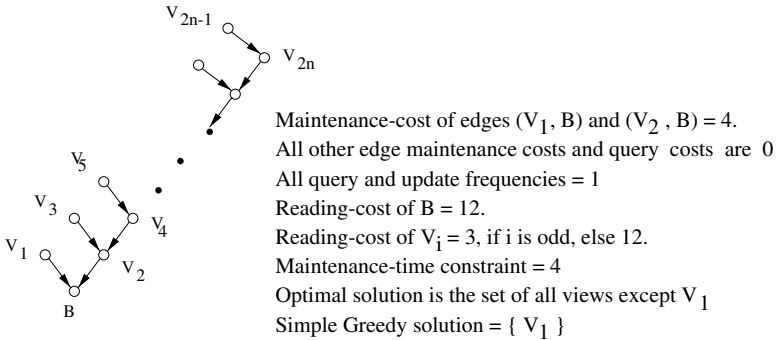 V2n-1
V2n
V5
V3
V4
V1
V2
B
Maintenance-cost of edges (V1, B) and (V2 , B) = 4.
All other edge maintenance costs and query costs are 0
All query and update frequencies = 1
Reading-cost of B = 12.
Reading-cost of Vi = 3, if i is odd, else 12.
Maintenance-time constraint = 4
Optimal solution is the set of all views except V1
Simple Greedy solution = { V1 }